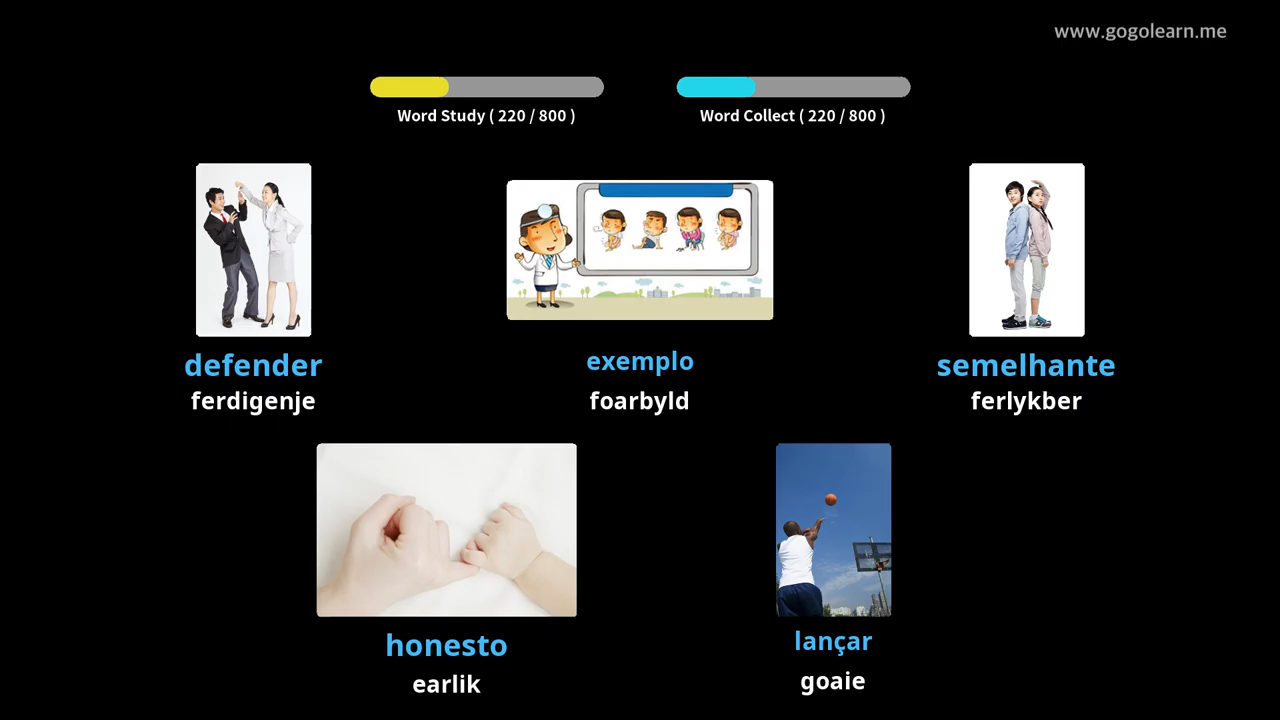 www.gogolearn.me
Word Study ( 220 / 800 )
Word Collect ( 220 / 800 )
defender
ferdigenje
exemplo
foarbyld
semelhante
ferlykber
honesto
earlik
lançar
goaie